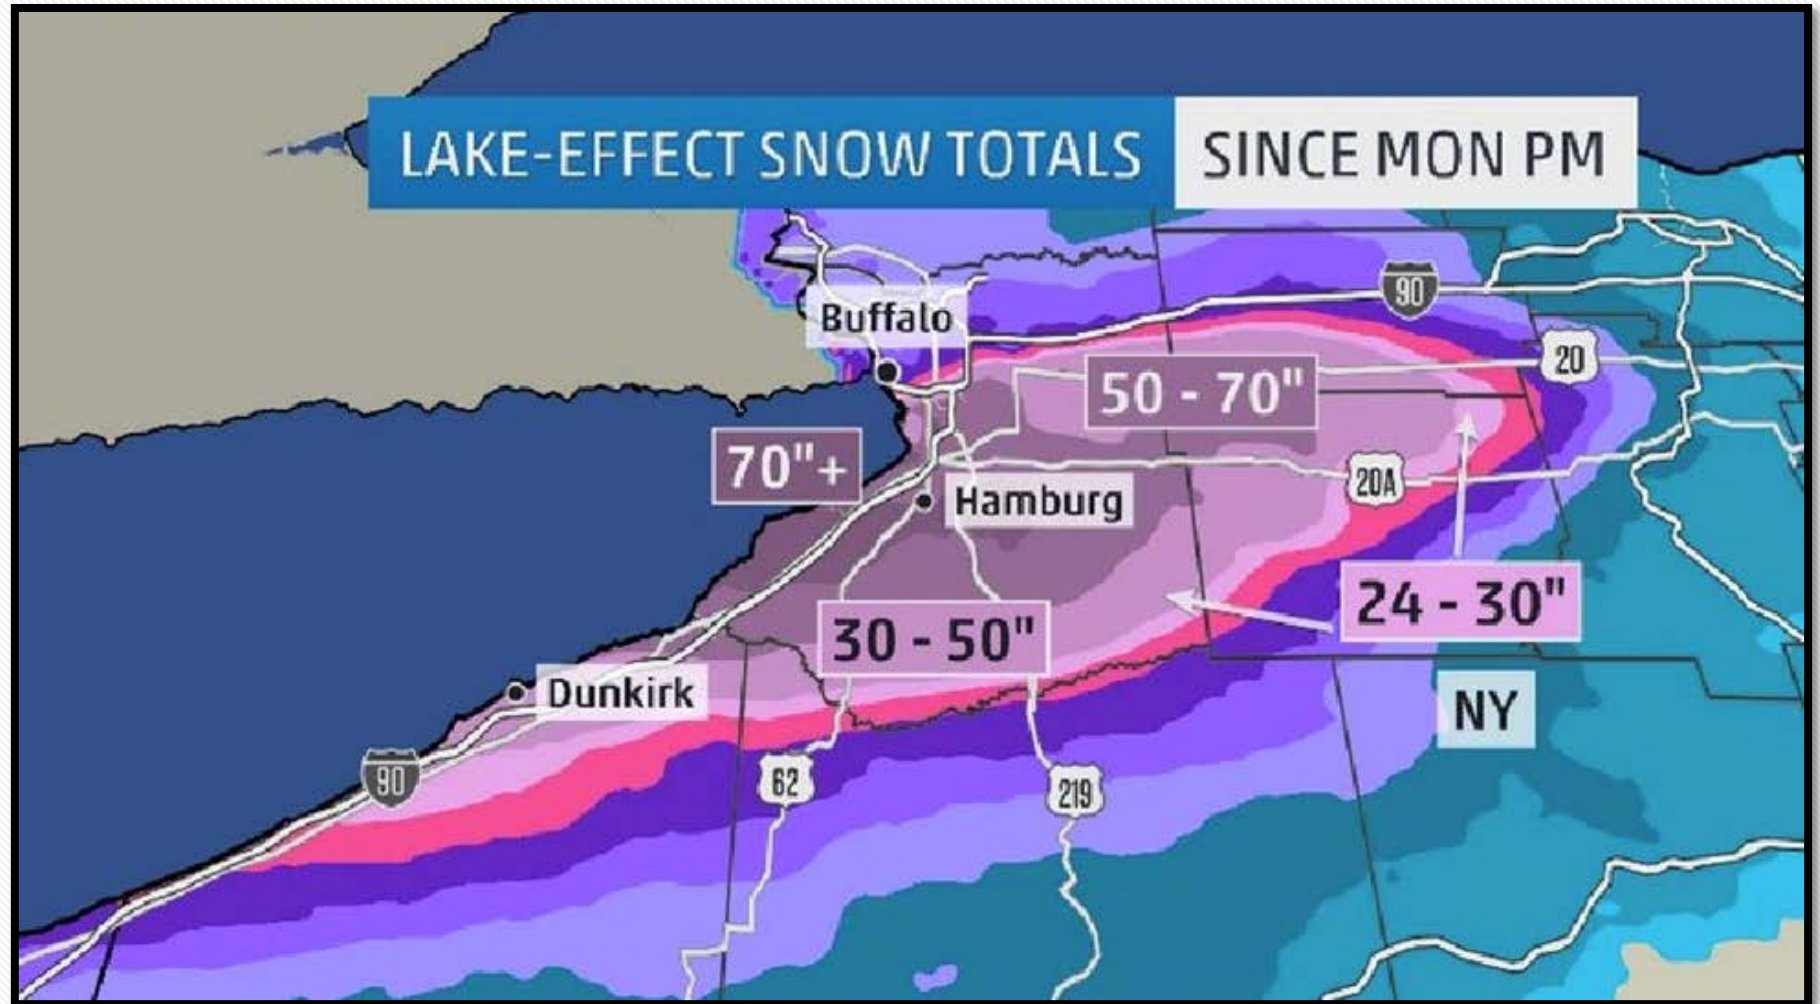 LAKE-EFFECT SNOW TOTALS SINCE MON PM
90
Buffalo
20
50 - 70"
70"+
20A
Hamburg
24 - 30"
30 - 50"
Dunkirk
NY
90
62
219